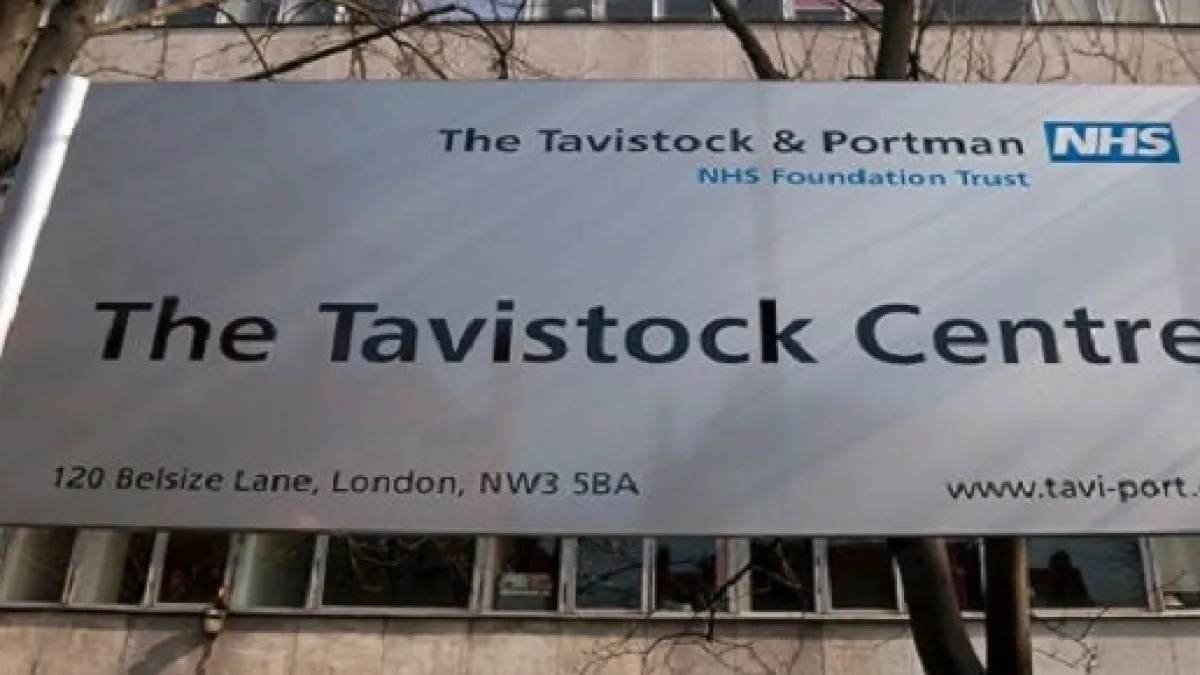 The Tavistock & Portman NHS
NHS Foundation Trust
The Tavistock Centre
120 Belsize Lane, London, NW3 5BA
www.tavi-port.